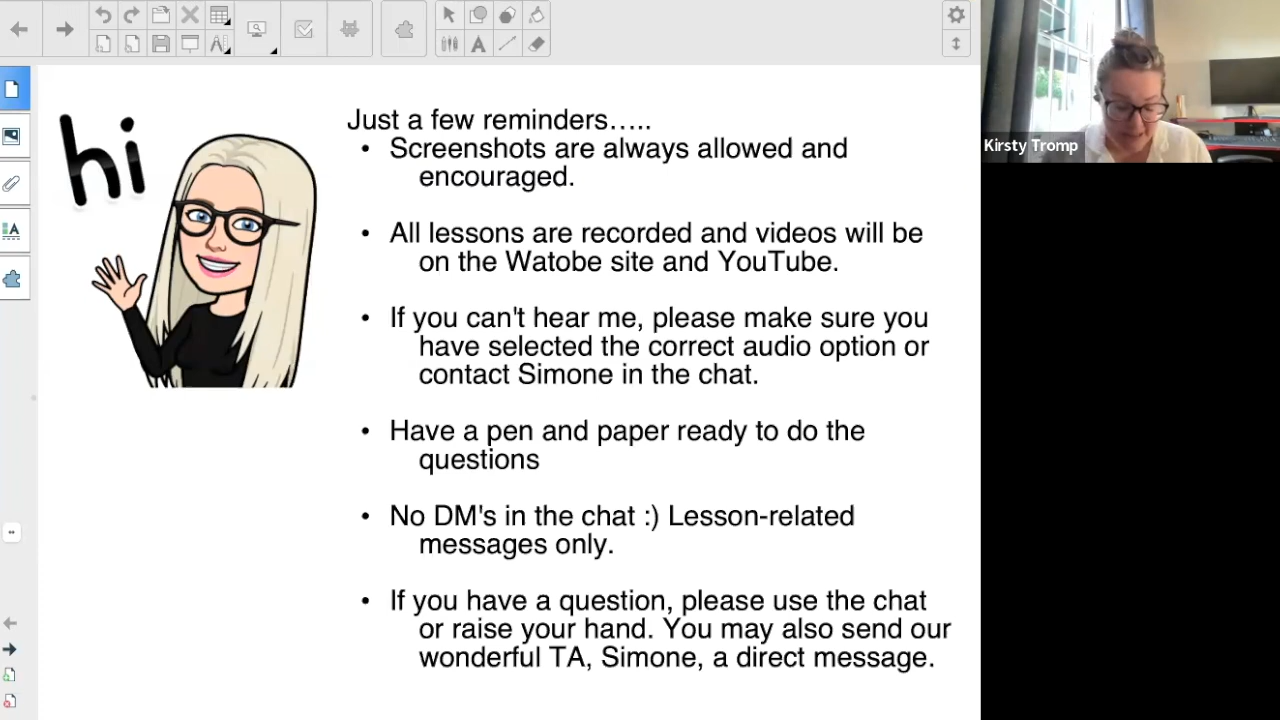 hi
Just a few reminders…..
• Screenshots are always allowed and
encouraged.
• All lessons are recorded and videos will be
on the Watobe site and YouTube.
• If you can't hear me, please make sure you
have selected the correct audio option or
contact Simone in the chat.
• Have a pen and paper ready to do the
questions
• No DM's in the chat :) Lesson-related
messages only.
• If you have a question, please use the chat
or raise your hand. You may also send our
wonderful TA, Simone, a direct message.
Kirsty Tromp